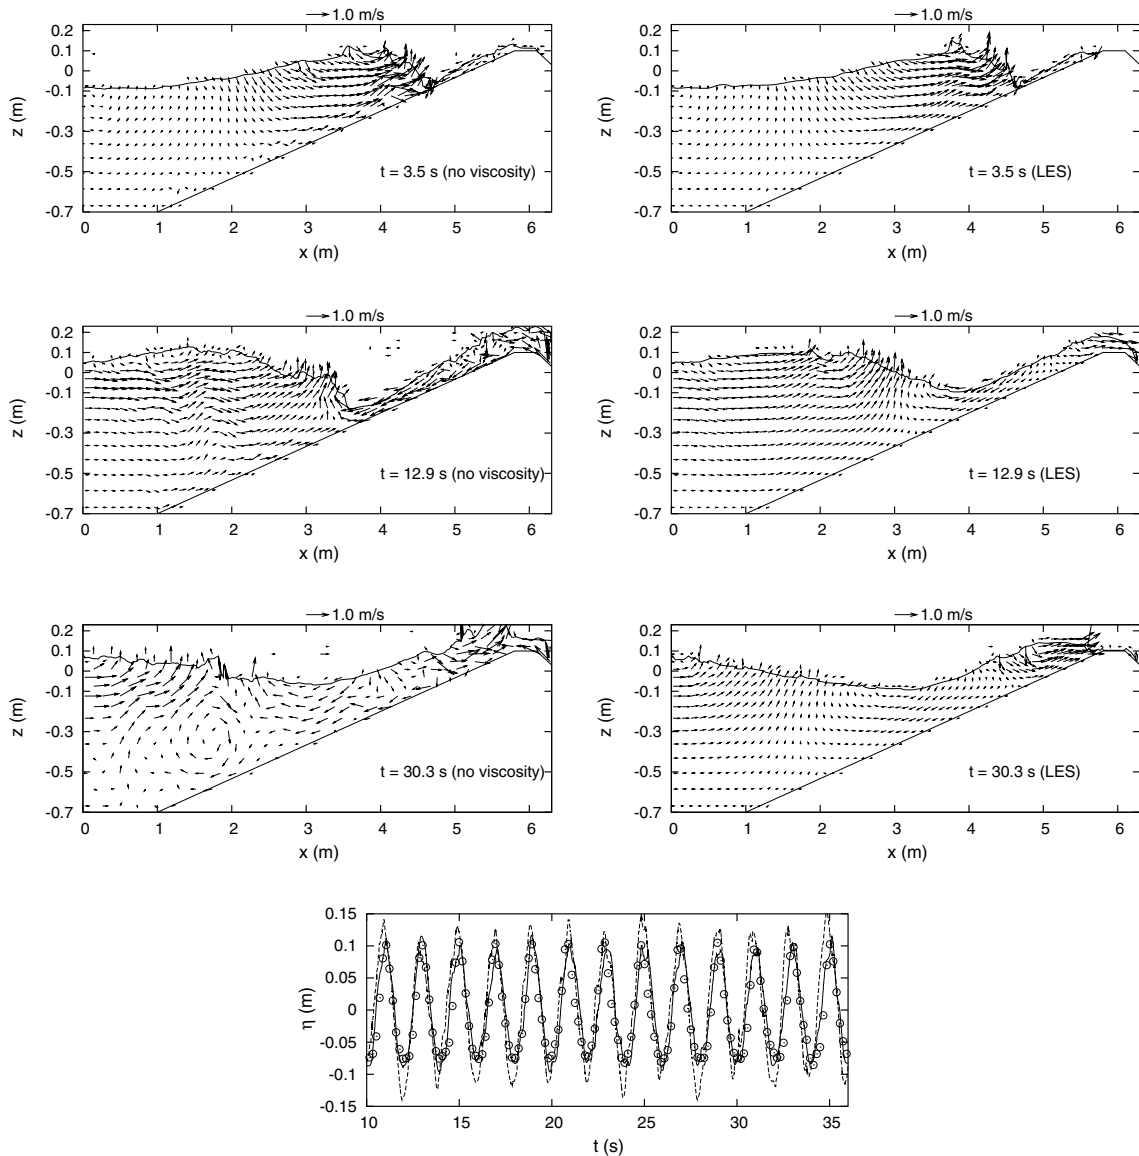 1.0 m/s
0.2
0.1
0
-0.1
-0.3
-0.5
-0.7
z (m)
t = 3.5 s (no viscosity)
0 1 2 3 4 5 6
x (m)
1.0 m/s
0.2
0.1
0
-0.1
-0.3
-0.5
-0.7
z (m)
t = 3.5 s (LES)
0 1 2 3 4 5 6
x (m)
1.0 m/s
0.2
0.1
0
-0.1
-0.3
-0.5
-0.7
z (m)
t = 12.9 s (no viscosity)
0 1 2 3 4 5 6
x (m)
1.0 m/s
0.2
0.1
0
-0.1
-0.3
-0.5
-0.7
z (m)
t = 12.9 s (LES)
0 1 2 3 4 5 6
x (m)
1.0 m/s
0.2
0.1
0
-0.1
-0.3
-0.5
-0.7
z (m)
t = 30.3 s (no viscosity)
0 1 2 3 4 5 6
x (m)
1.0 m/s
0.2
0.1
0
-0.1
-0.3
-0.5
-0.7
z (m)
t = 30.3 s (LES)
0 1 2 3 4 5 6
x (m)
0.15
0.1
0.05
0
-0.05
-0.1
-0.15
η (m)
10 15 20 25 30 35
t (s)